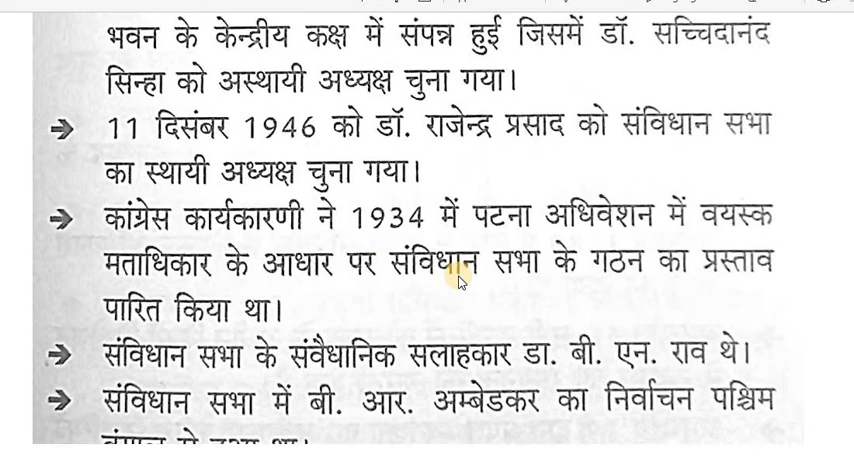 भवन के केन्द्रीय कक्ष में संपन्न हुई जिसमें डॉ. सच्चिदानंद
सिन्हा को अस्थायी अध्यक्ष चुना गया।
→ 11 दिसंबर 1946 को डॉ. राजेन्द्र प्रसाद को संविधान सभा
का स्थायी अध्यक्ष चुना गया।
→ कांग्रेस कार्यकारणी ने 1934 में पटना अधिवेशन में वयस्क
मताधिकार के आधार पर संविधान सभा के गठन का प्रस्ताव
पारित किया था।
→ संविधान सभा के संवैधानिक सलाहकार डा. बी. एन. राव थे।
→ संविधान सभा में बी. आर. अम्बेडकर का निर्वाचन पश्चिम